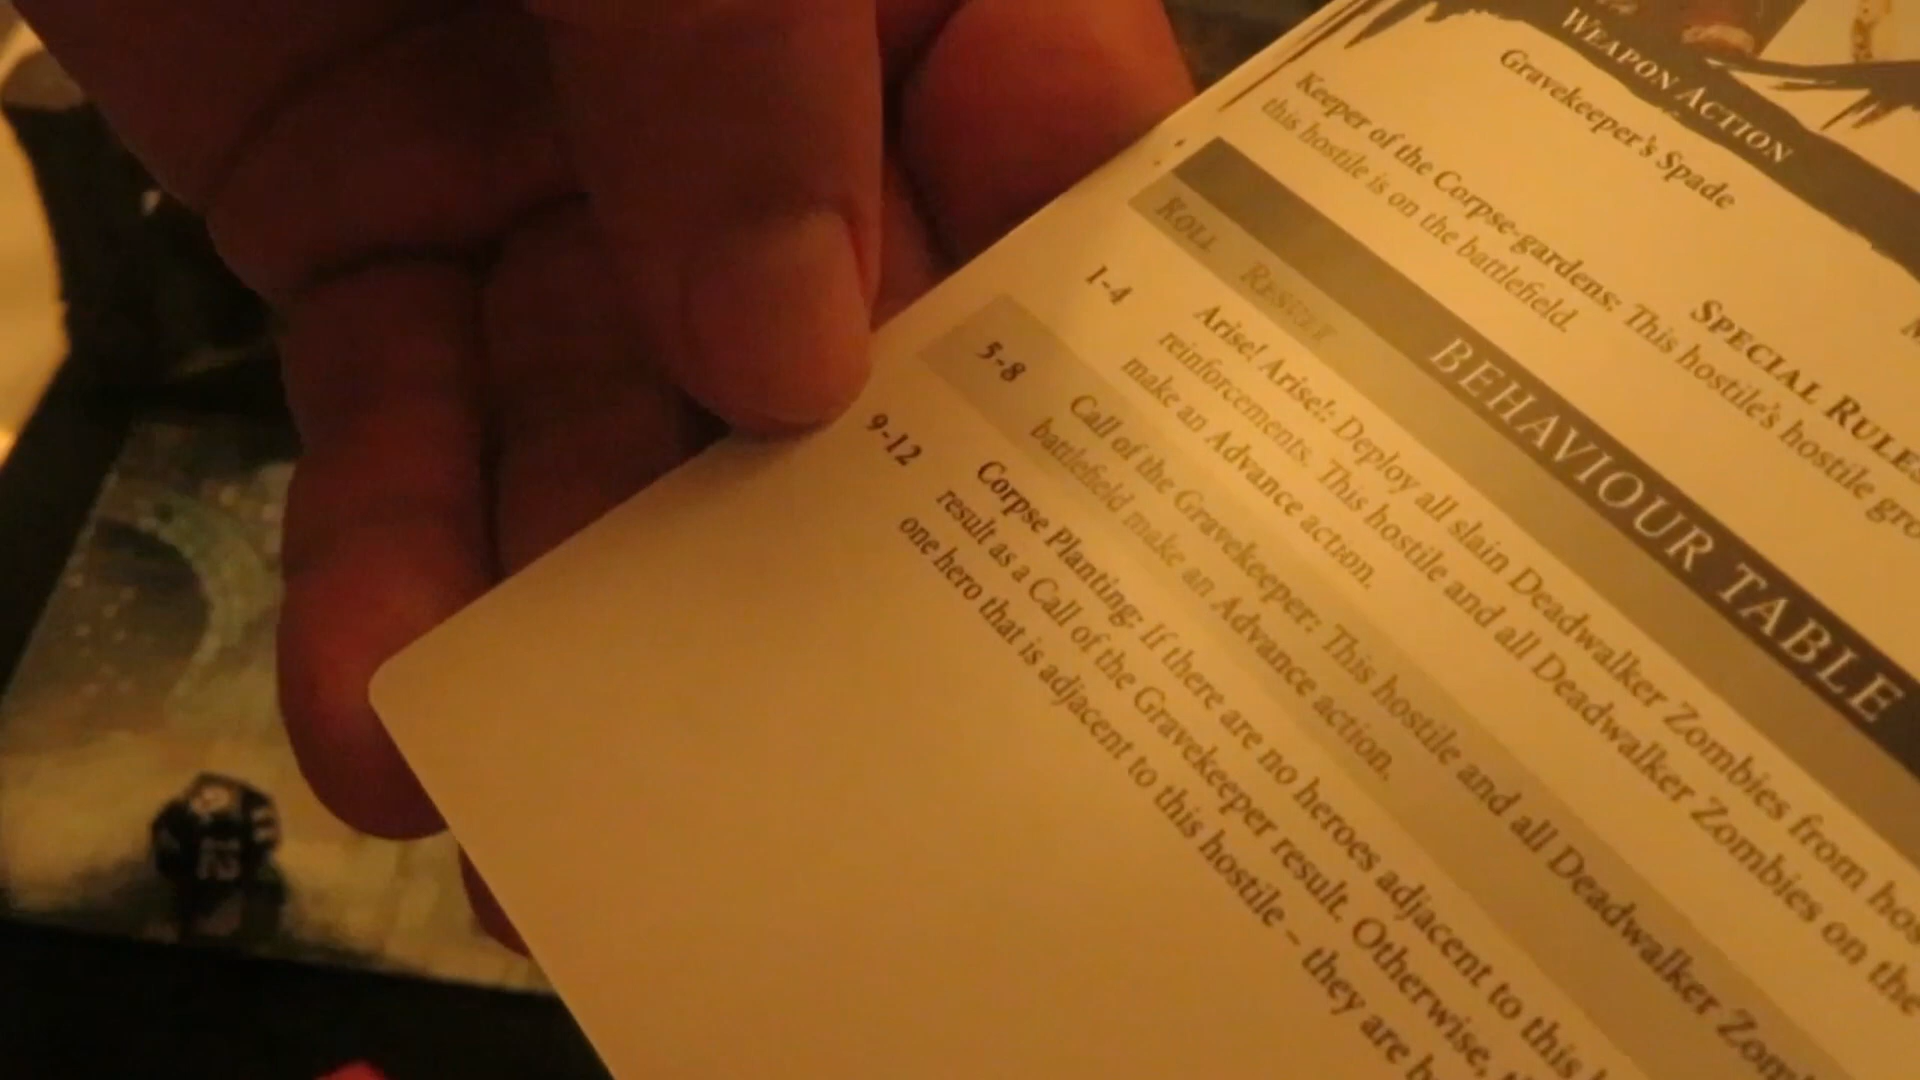 WEAPON ACTION
Gravekeeper's Spade
SPECIAL RULES
Keeper of the Corpse-gardens: This hostile's hostile gro
this hostile is on the battlefield.
BEHAVIOUR TABLE
ROLL RESULT
1-4 Arise! Arise!: Deploy all slain Deadwalker Zombies from hos
reinforcements. This hostile and all Deadwalker Zombies on the
make an Advance action.
5-8 Call of the Gravekeeper: This hostile and all Deadwalker Zomb
battlefield make an Advance action.
9-12 Corpse Planting: If there are no heroes adjacent to this h
result as a Call of the Gravekeeper result. Otherwise,
one hero that is adjacent to this hostile – they are b
12